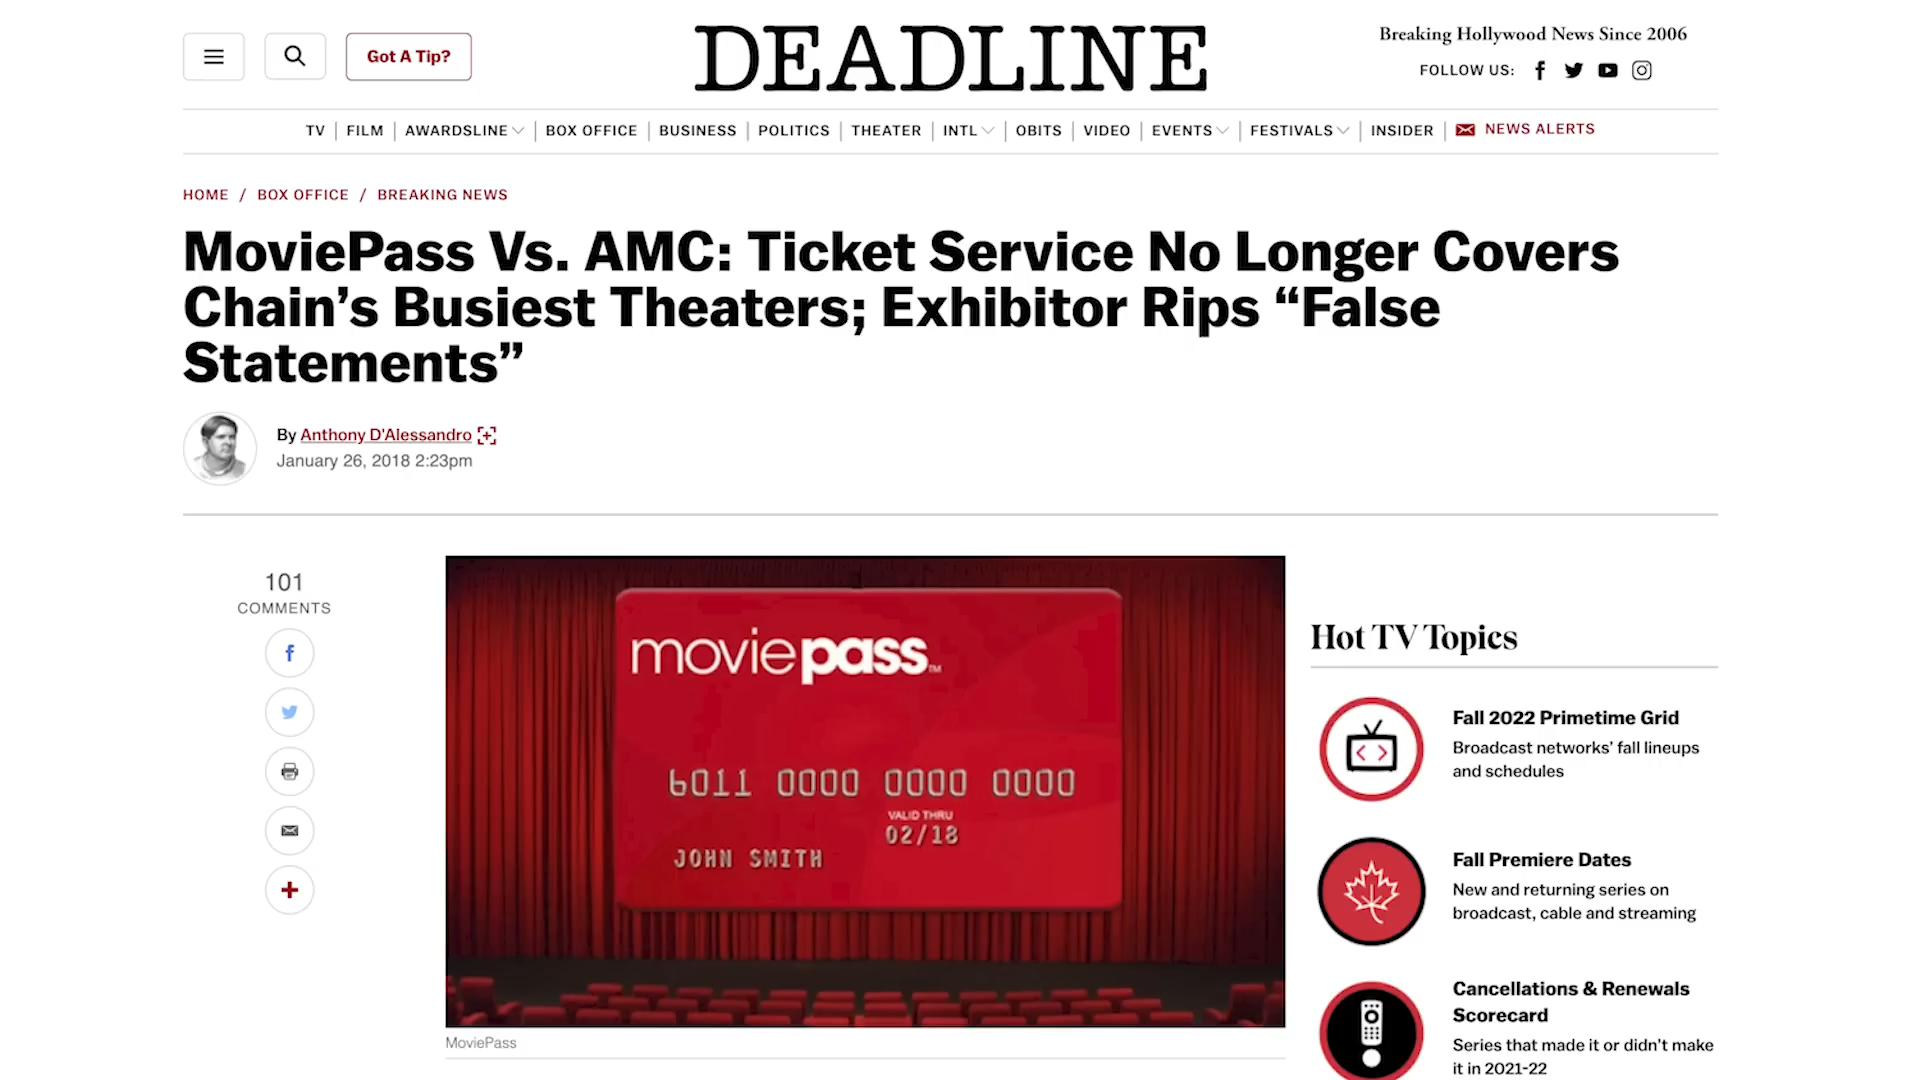 Got A Tip?
DEADLINE
Breaking Hollywood News Since 2006
FOLLOW US:
TV
FILM
AWARDSLINE
BOX OFFICE
BUSINESS
POLITICS
THEATER
INTL
OBITS
VIDEO
EVENTS
FESTIVALS
INSIDER
NEWS ALERTS
HOME / BOX OFFICE / BREAKING NEWS
MoviePass Vs. AMC: Ticket Service No Longer Covers
Chain’s Busiest Theaters; Exhibitor Rips “False
Statements”
By Anthony D'Alessandro
January 26, 2018 2:23pm
101
COMMENTS
moviepass™
6011 0000 0000 0000
VALID THRU
02/18
JOHN SMITH
MoviePass
Hot TV Topics
Fall 2022 Primetime Grid
Broadcast networks’ fall lineups
and schedules
Fall Premiere Dates
New and returning series on
broadcast, cable and streaming
Cancellations & Renewals
Scorecard
Series that made it or didn't make
it in 2021-22